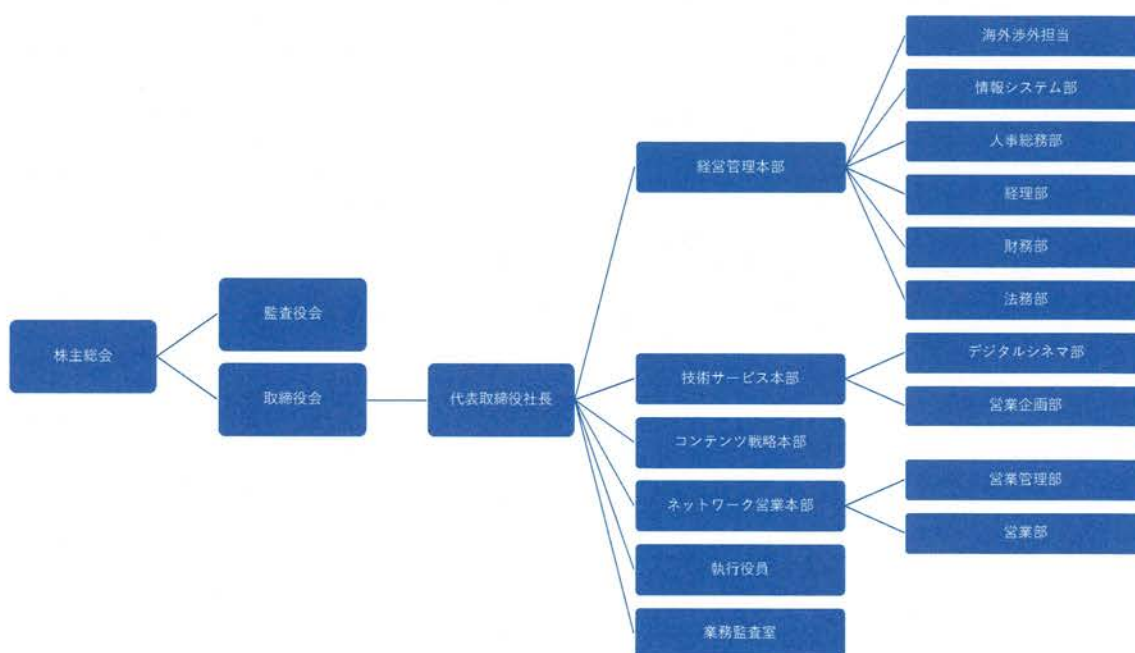 株主総会
監査役会
取締役会
代表取締役社長
経営管理本部
海外渉外担当
情報システム部
人事総務部
経理部
財務部
法務部
技術サービス本部
デジタルシネマ部
営業企画部
コンテンツ戦略本部
ネットワーク営業本部
営業管理部
営業部
執行役員
業務監査室